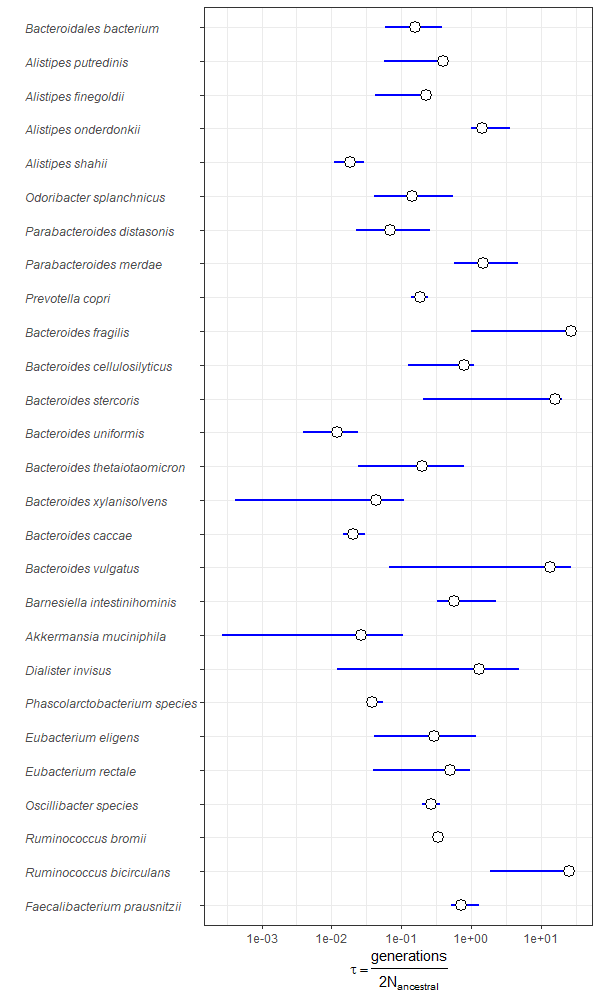 Bacteroidales bacterium
Alistipes putredinis
Alistipes finegoldii
Alistipes onderdonkii
Alistipes shahii
Odoribacter splanchnicus
Parabacteroides distasonis
Parabacteroides merdae
Prevotella copri
Bacteroides fragilis
Bacteroides cellulosilyticus
Bacteroides stercoris
Bacteroides uniformis
Bacteroides thetaiotaomicron
Bacteroides xylanisolvens
Bacteroides caccae
Bacteroides vulgatus
Barnesiella intestinihominis
Akkermansia muciniphila
Dialister invisus
Phascolarctobacterium species
Eubacterium eligens
Eubacterium rectale
Oscillibacter species
Ruminococcus bromii
Ruminococcus bicirculans
Faecalibacterium prausnitzii
1e-03 1e-02 1e-01 1e+00 1e+01
generations
τ =
2Nancestral